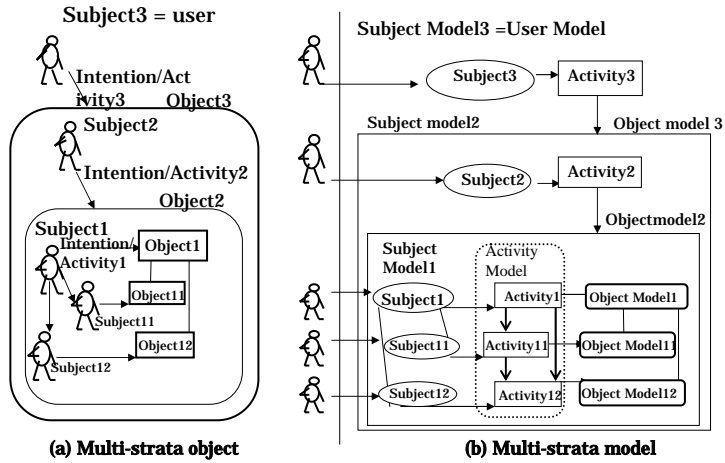 Subject3 = user
Intention/Act
ivity3
Object3
Subject2
Intention/Activity2
Object2
Subject1
Intention/
Activity1
Object1
Object11
Subject11
Object12
Subject12
(a) Multi-strata object
Subject Model3 =User Model
Subject3
Activity3
Subject model2
Object model 3
Subject2
Activity2
Objectmodel2
Subject
Model1
Activity
Model
Subject1
Activity1
Object Model1
Subject11
Activity11
Object Model11
Subject12
Activity12
Object Model12
(b) Multi-strata model